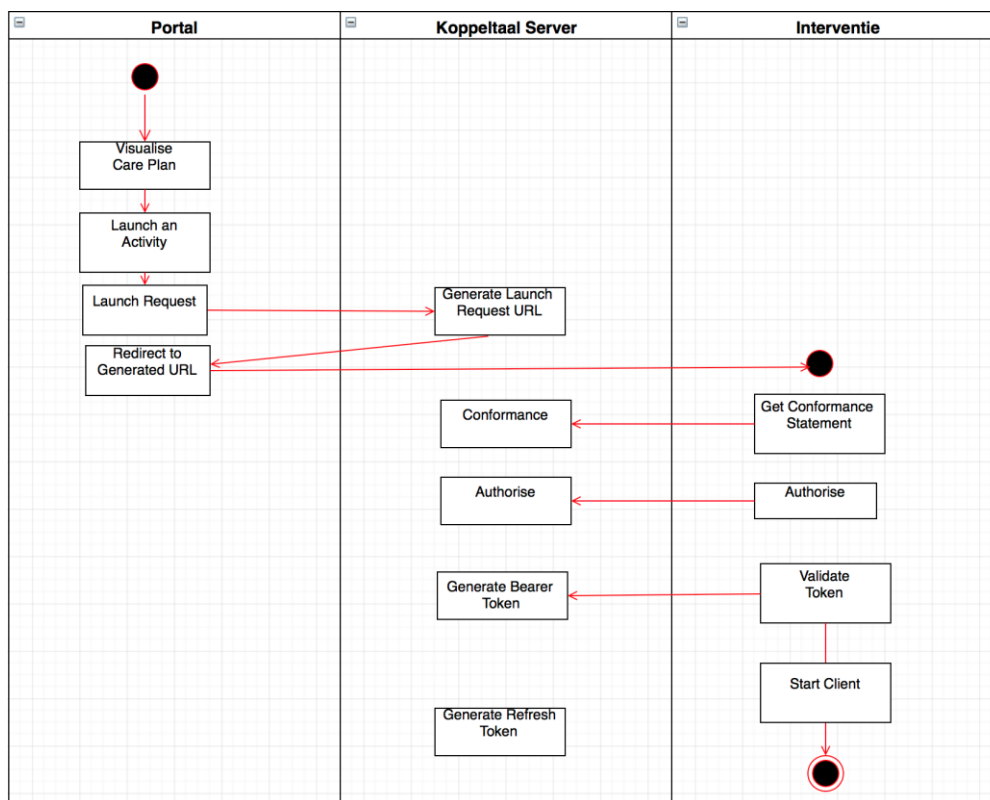 Portal
Koppeltaal Server
Interventie
Visualise
Care Plan
Launch an
Activity
Launch Request
Generate Launch
Request URL
Redirect to
Generated URL
Conformance
Get Conformance
Statement
Authorise
Authorise
Generate Bearer
Token
Validate
Token
Start Client
Generate Refresh
Token